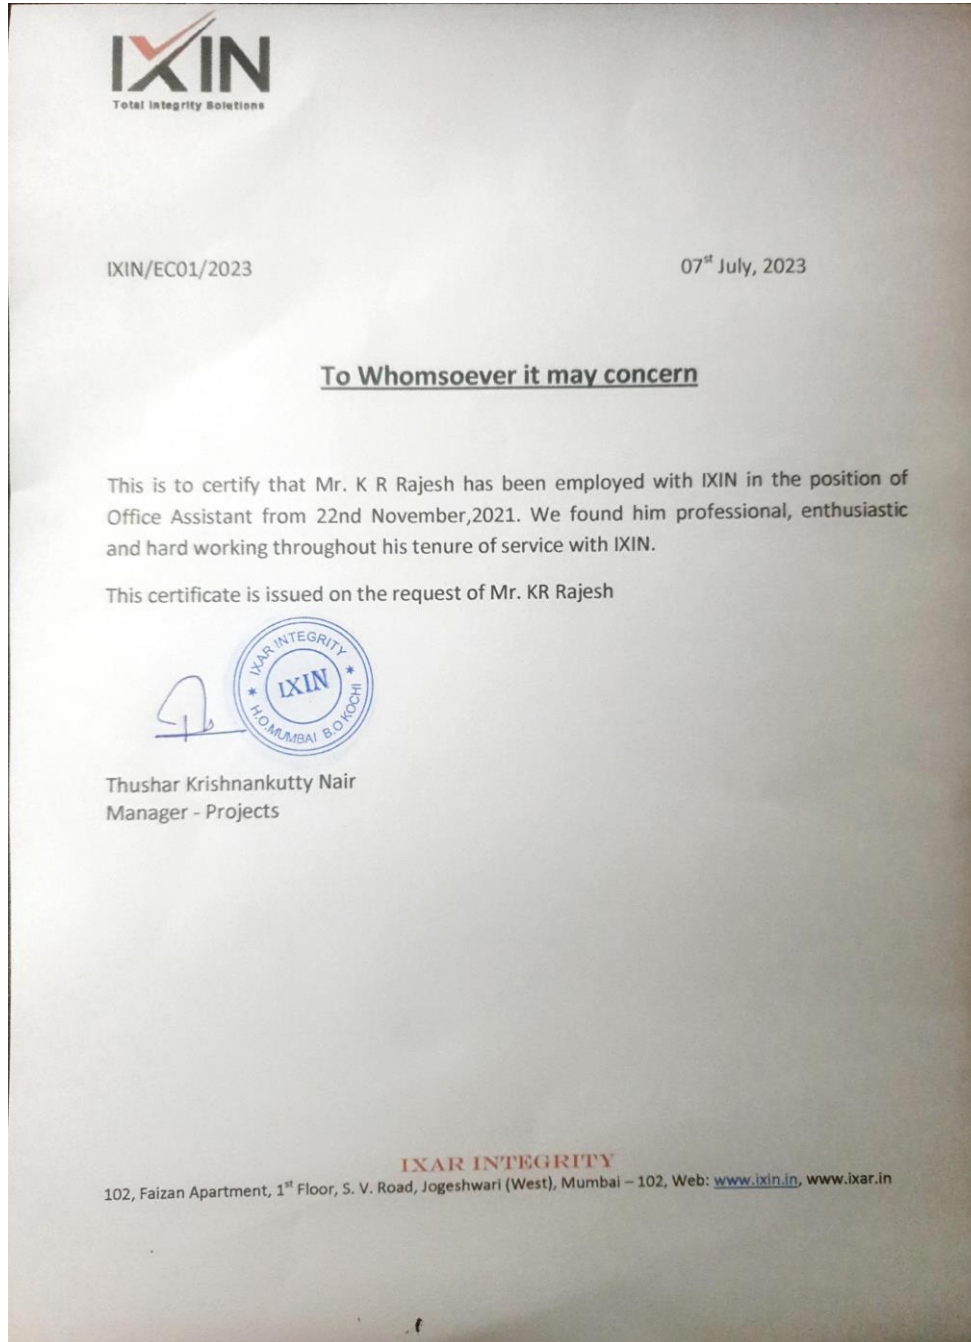 IXIN
Total Integrity Solutions
IXIN/EC01/2023
07st July, 2023
To Whomsoever it may concern
This is to certify that Mr. K R Rajesh has been employed with IXIN in the position of
Office Assistant from 22nd November,2021. We found him professional, enthusiastic
and hard working throughout his tenure of service with IXIN.
This certificate is issued on the request of Mr. KR Rajesh
IXAR INTEGRITY
IXIN
H.O.MUMBAI B.O KOCHI
Thushar Krishnankutty Nair
Manager - Projects
IXAR INTEGRITY
102, Faizan Apartment, 1st Floor, S. V. Road, Jogeshwari (West), Mumbai – 102, Web: www.ixin.in, www.ixar.in